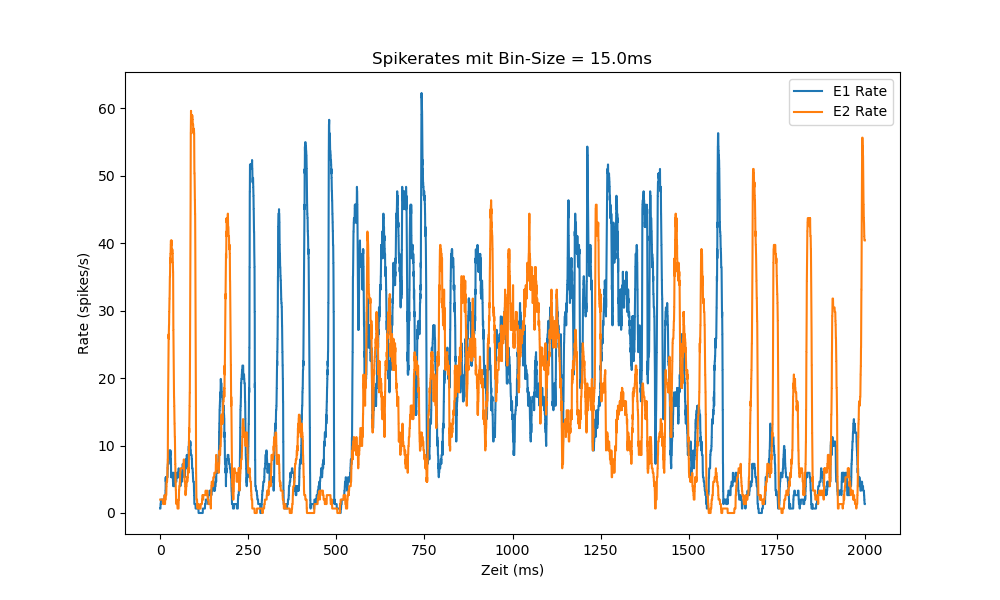 Spikerates mit Bin-Size = 15.0ms
E1 Rate
E2 Rate
60
50
40
30
20
10
0
Rate (spikes/s)
0 250 500 750 1000 1250 1500 1750 2000
Zeit (ms)